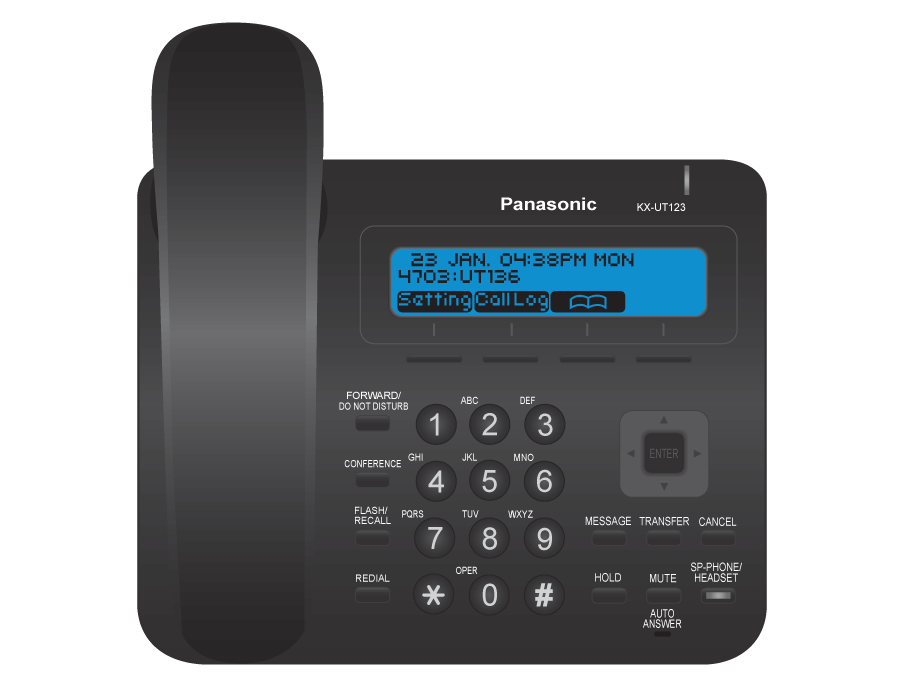 Panasonic
KX-UT123
23 JAN. 04:38PM MON
4703:UT136
Setting Call Log
FORWARD/
DO NOT DISTURB
ABC DEF
1 2 3
ENTER
CONFERENCE
GHI JKL MNO
4 5 6
FLASH/
RECALL
PQRS TUV WXYZ
7 8 9
MESSAGE TRANSFER CANCEL
REDIAL
OPER
* 0 #
HOLD MUTE
SP-PHONE/
HEADSET
AUTO
ANSWER